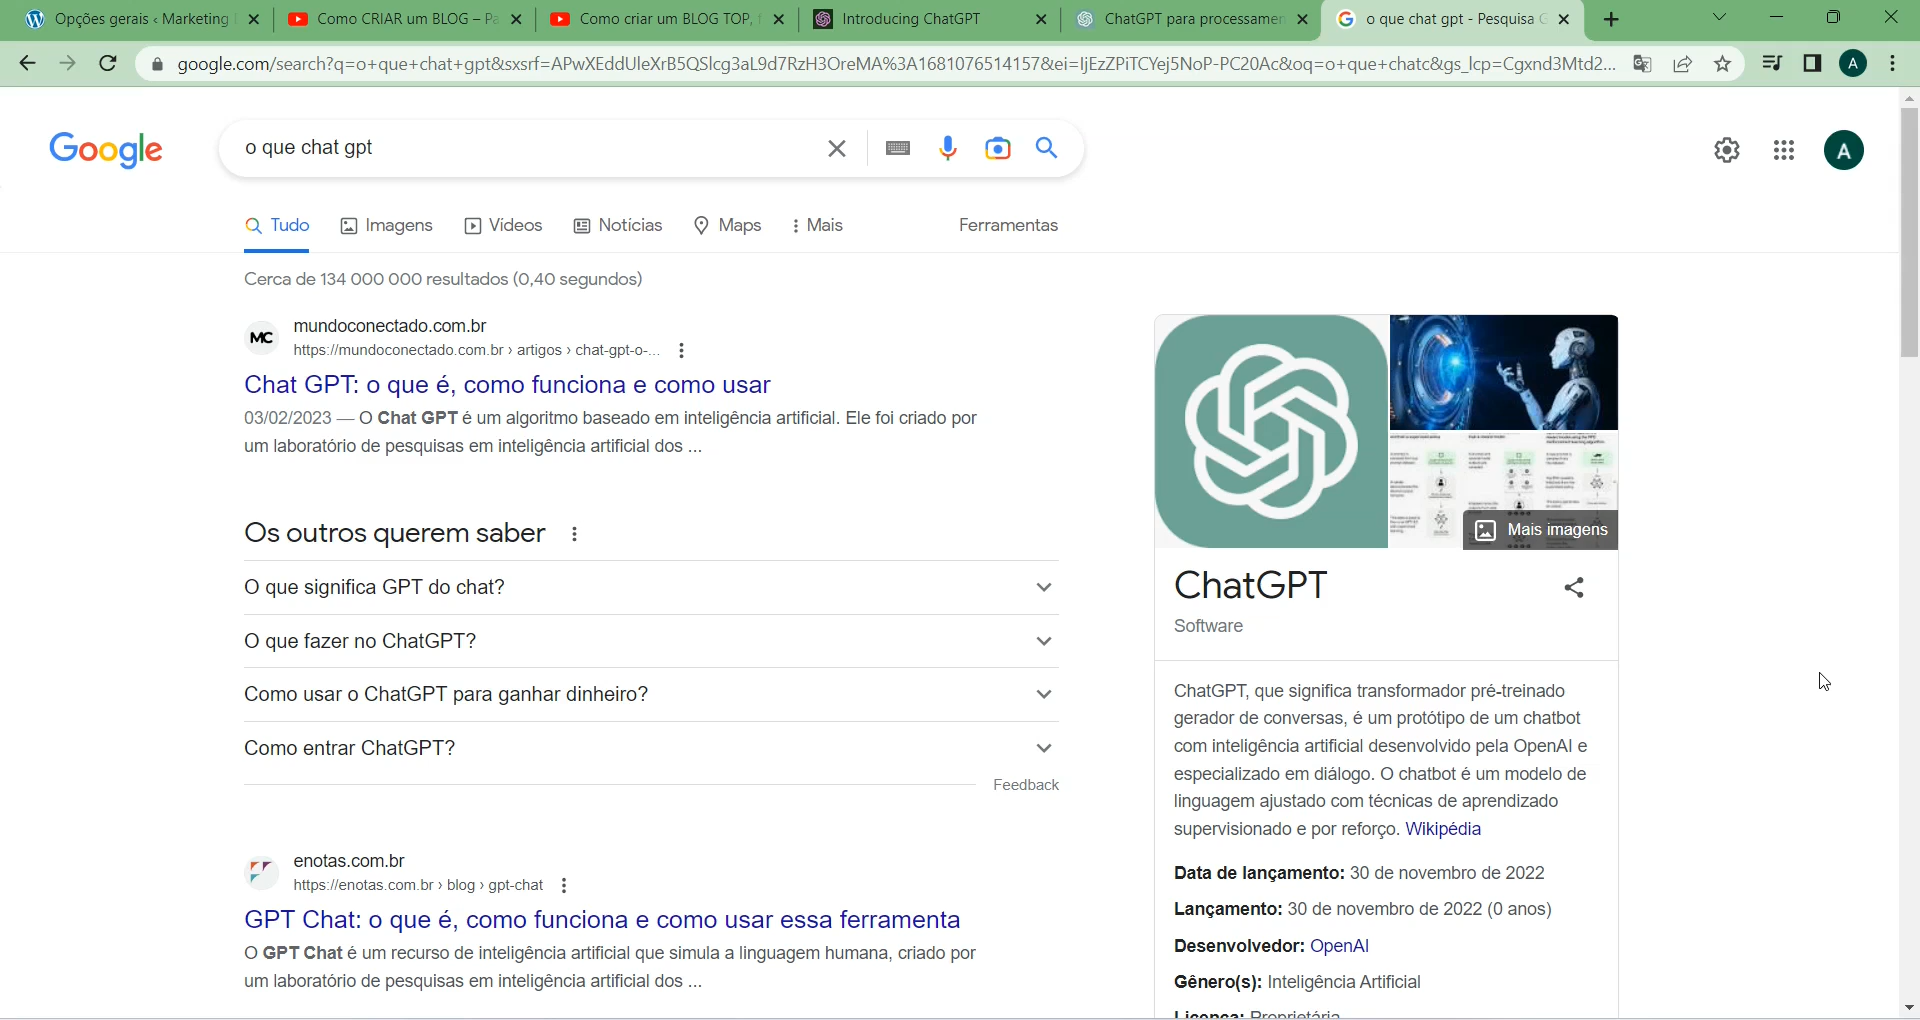 Opções gerais ‹ Marketing
Como CRIAR um BLOG – Pa
Como criar um BLOG TOP,
Introducing ChatGPT
ChatGPT para processamen
o que chat gpt - Pesquisa G
google.com/search?q=o+que+chat+gpt&sxsrf=APwXEddUleXrB5QSlcg3aL9d7RzH3OreMA%3A1681076514157&ei=IjEzZPiTCYej5NoP-PC20Ac&oq=o+que+chatc&gs_lcp=Cgxnd3Mtd2...
A
Google
o que chat gpt
A
Tudo
Imagens
Vídeos
Notícias
Maps
Mais
Ferramentas
Cerca de 134 000 000 resultados (0,40 segundos)
MC
mundoconectado.com.br
https://mundoconectado.com.br › artigos › chat-gpt-o-...
Chat GPT: o que é, como funciona e como usar
03/02/2023 — O Chat GPT é um algoritmo baseado em inteligência artificial. Ele foi criado por
um laboratório de pesquisas em inteligência artificial dos ...
Os outros querem saber
O que significa GPT do chat?
O que fazer no ChatGPT?
Como usar o ChatGPT para ganhar dinheiro?
Como entrar ChatGPT?
Feedback
enotas.com.br
https://enotas.com.br › blog › gpt-chat
GPT Chat: o que é, como funciona e como usar essa ferramenta
O GPT Chat é um recurso de inteligência artificial que simula a linguagem humana, criado por
um laboratório de pesquisas em inteligência artificial dos ...
Mais imagens
ChatGPT
Software
ChatGPT, que significa transformador pré-treinado
gerador de conversas, é um protótipo de um chatbot
com inteligência artificial desenvolvido pela OpenAI e
especializado em diálogo. O chatbot é um modelo de
linguagem ajustado com técnicas de aprendizado
supervisionado e por reforço. Wikipédia
Data de lançamento: 30 de novembro de 2022
Lançamento: 30 de novembro de 2022 (0 anos)
Desenvolvedor: OpenAI
Gênero(s): Inteligência Artificial
Licença: Proprietária